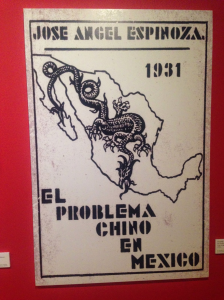 JOSE ANGEL ESPINOZA.
1931
EL
PROBLEMA
CHINO
EN
MEXICO